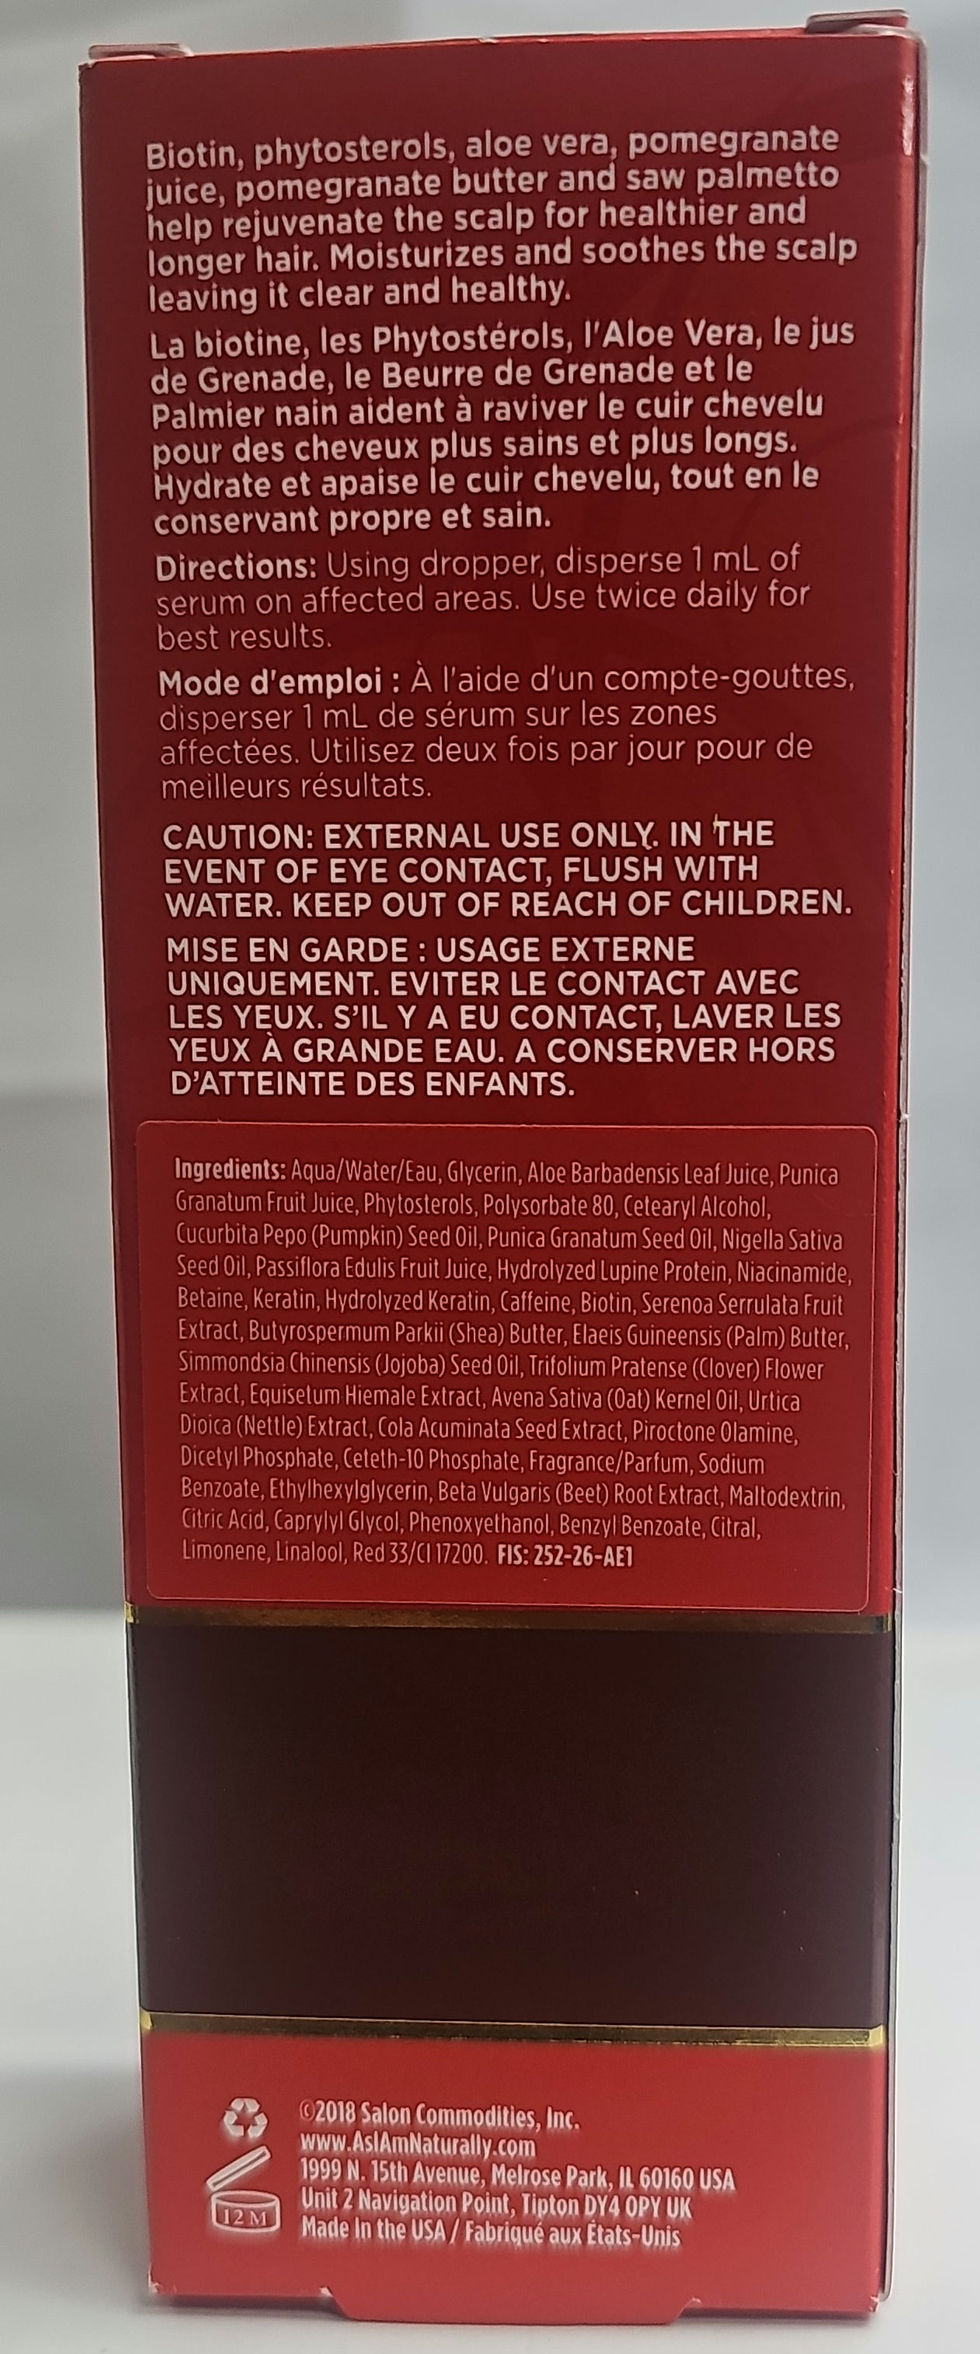 Biotin, phytosterols, aloe vera, pomegranate
juice, pomegranate butter and saw palmetto
help rejuvenate the scalp for healthier and
longer hair. Moisturizes and soothes the scalp
leaving it clear and healthy.
La biotine, les Phytostérols, l'Aloe Vera, le jus
de Grenade, le Beurre de Grenade et le
Palmier nain aident à raviver le cuir chevelu
pour des cheveux plus sains et plus longs.
Hydrate et apaise le cuir chevelu, tout en le
conservant propre et sain.
Directions: Using dropper, disperse 1 mL of
serum on affected areas. Use twice daily for
best results.
Mode d'emploi : À l'aide d'un compte-gouttes,
disperser 1 mL de sérum sur les zones
affectées. Utilisez deux fois par jour pour de
meilleurs résultats.
CAUTION: EXTERNAL USE ONLY. IN THE
EVENT OF EYE CONTACT, FLUSH WITH
WATER. KEEP OUT OF REACH OF CHILDREN.
MISE EN GARDE : USAGE EXTERNE
UNIQUEMENT. EVITER LE CONTACT AVEC
LES YEUX. S'IL Y A EU CONTACT, LAVER LES
YEUX À GRANDE EAU. A CONSERVER HORS
D'ATTEINTE DES ENFANTS.
Ingredients: Aqua/Water/Eau, Glycerin, Aloe Barbadensis Leaf Juice, Punica
Granatum Fruit Juice, Phytosterols, Polysorbate 80, Cetearyl Alcohol,
Cucurbita Pepo (Pumpkin) Seed Oil, Punica Granatum Seed Oil, Nigella Sativa
Seed Oil, Passiflora Edulis Fruit Juice, Hydrolyzed Lupine Protein, Niacinamide,
Betaine, Keratin, Hydrolyzed Keratin, Caffeine, Biotin, Serenoa Serrulata Fruit
Extract, Butyrospermum Parkii (Shea) Butter, Elaeis Guineensis (Palm) Butter,
Simmondsia Chinensis (Jojoba) Seed Oil, Trifolium Pratense ((Clover) Flower
Extract, Equisetum Hiemale Extract, Avena Sativa (Oat) Kernel Oil, Urtica
Dioica (Nettle) Extract, Cola Acuminata Seed Extract, Piroctone Olamine,
Dicetyl Phosphate, Ceteth-10 Phosphate, Fragrance/Parfum, Sodium
Benzoate, Ethylhexylglycerin, Beta Vulgaris (Beet) Root Extract, Maltodextrin,
Citric Acid, Caprylyl Glycol, Phenoxyethanol, Benzyl Benzoate, Citral,
Limonene, Linalool, Red 33/CI 17200. FIS: 252-26-AE1
©2018 Salon Commodities, Inc.
www.AsIAmNaturally.com
1999 N. 15th Avenue, Melrose Park, IL 60160 USA
Unit 2 Navigation Point, Tipton DY4 0PY UK
12 M
Made In the USA / Fabriqué aux États-Unis